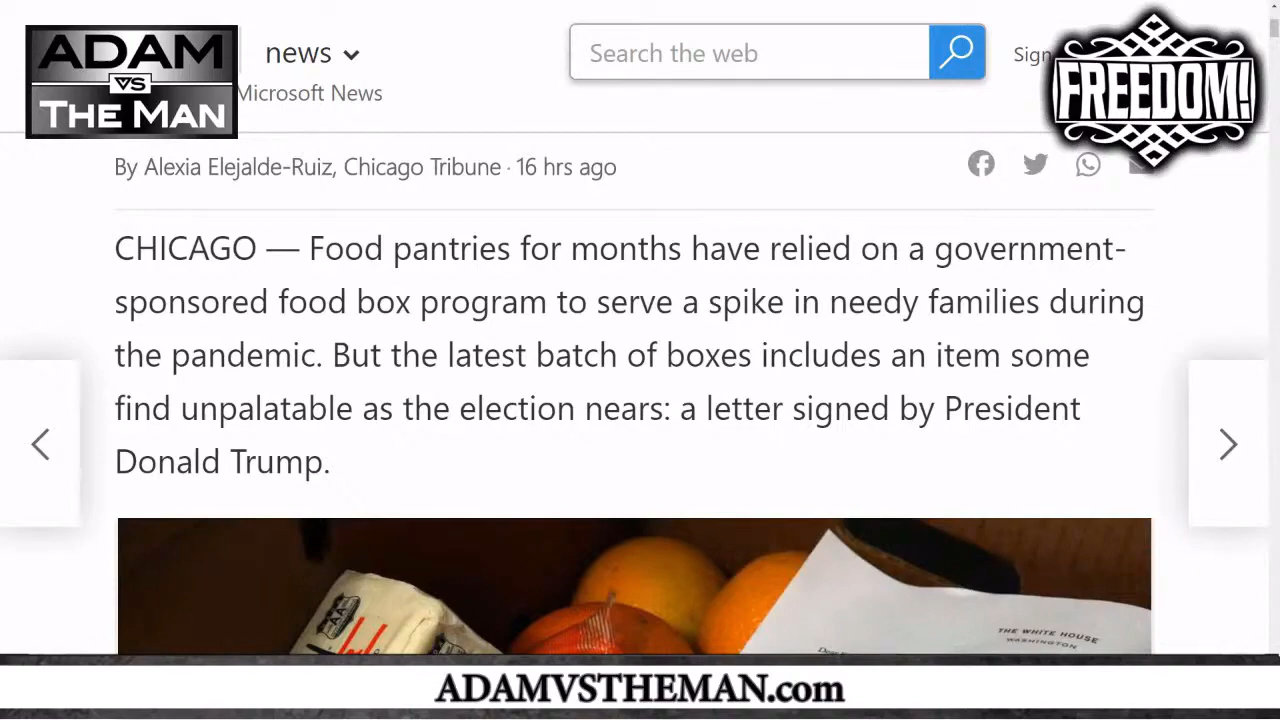 ADAM
VS
THE MAN
news
Microsoft News
Search the web
Sign
FREEDOM!
By Alexia Elejalde-Ruiz, Chicago Tribune · 16 hrs ago
CHICAGO — Food pantries for months have relied on a government-
sponsored food box program to serve a spike in needy families during
the pandemic. But the latest batch of boxes includes an item some
find unpalatable as the election nears: a letter signed by President
Donald Trump.
THE WHITE HOUSE
WASHINGTON
ADAMVSTHEMAN.com